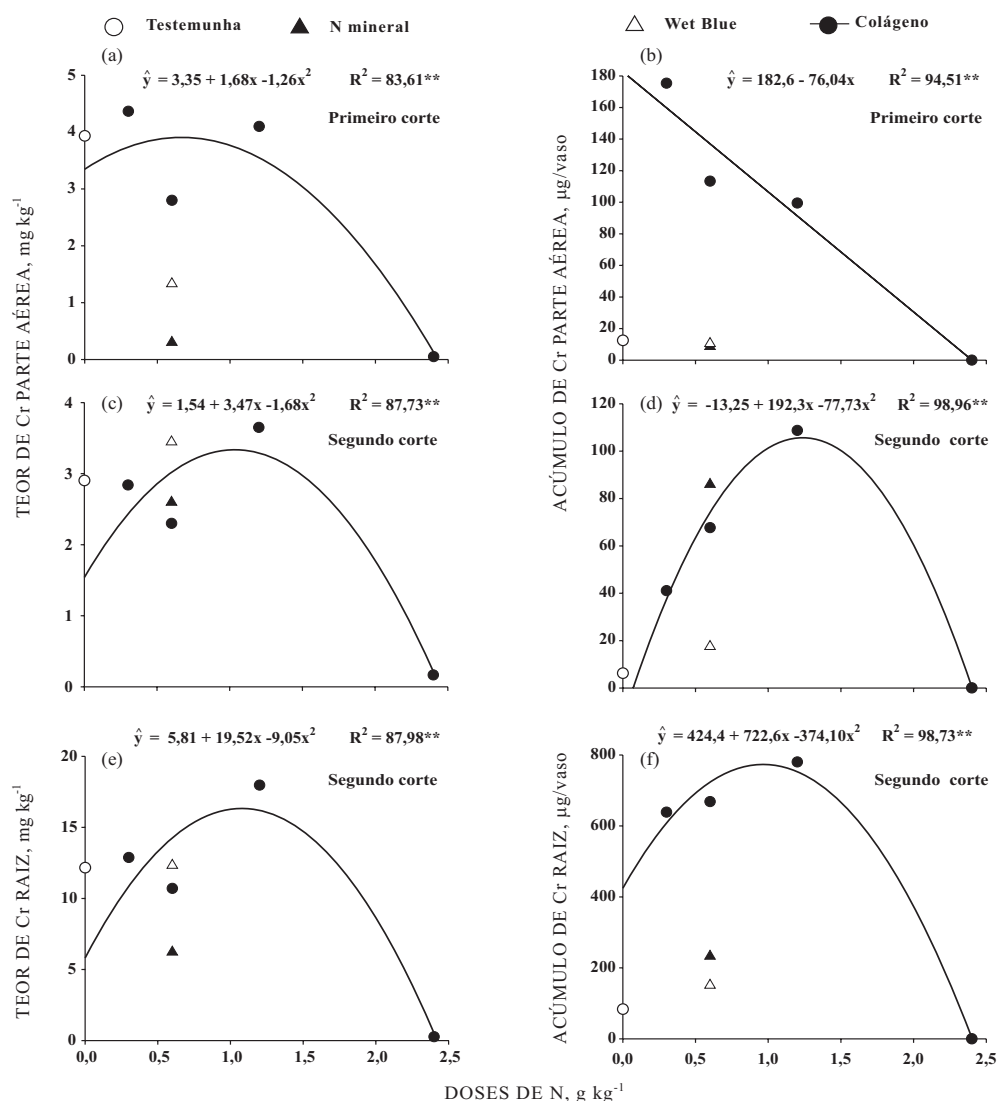 Testemunha N mineral Wet Blue Colágeno
(a)
ŷ = 3,35 + 1,68x -1,26x² R² = 83,61**
Primeiro corte
TEOR DE Cr PARTE AÉREA, mg kg⁻¹
5
4
3
2
1
0
(b)
ŷ = 182,6 - 76,04x R² = 94,51**
Primeiro corte
ACÚMULO DE Cr PARTE AÉREA, µg/vaso
180
160
140
120
100
80
60
40
20
0
(c)
ŷ = 1,54 + 3,47x -1,68x² R² = 87,73**
Segundo corte
4
3
2
1
0
(d)
ŷ = -13,25 + 192,3x -77,73x² R² = 98,96**
Segundo corte
120
100
80
60
40
20
0
(e)
ŷ = 5,81 + 19,52x -9,05x² R² = 87,98**
Segundo corte
TEOR DE Cr RAIZ, mg kg⁻¹
20
15
10
5
0
0,0 0,5 1,0 1,5 2,0 2,5
(f)
ŷ = 424,4 + 722,6x -374,10x² R² = 98,73**
Segundo corte
ACÚMULO DE Cr RAIZ, µg/vaso
800
600
400
200
0
0,0 0,5 1,0 1,5 2,0 2,5
DOSES DE N, g kg⁻¹